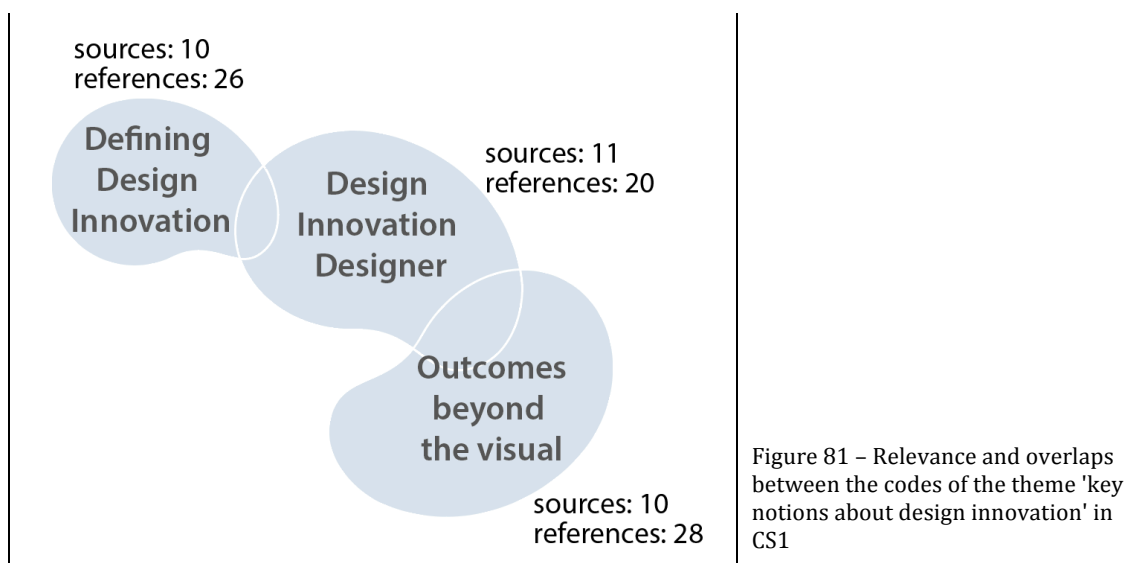 sources: 10
references: 26
Defining
Design
Innovation
sources: 11
references: 20
Design
Innovation
Designer
Outcomes
beyond
the visual
sources: 10
references: 28
Figure 81 – Relevance and overlaps
between the codes of the theme 'key
notions about design innovation' in
CS1